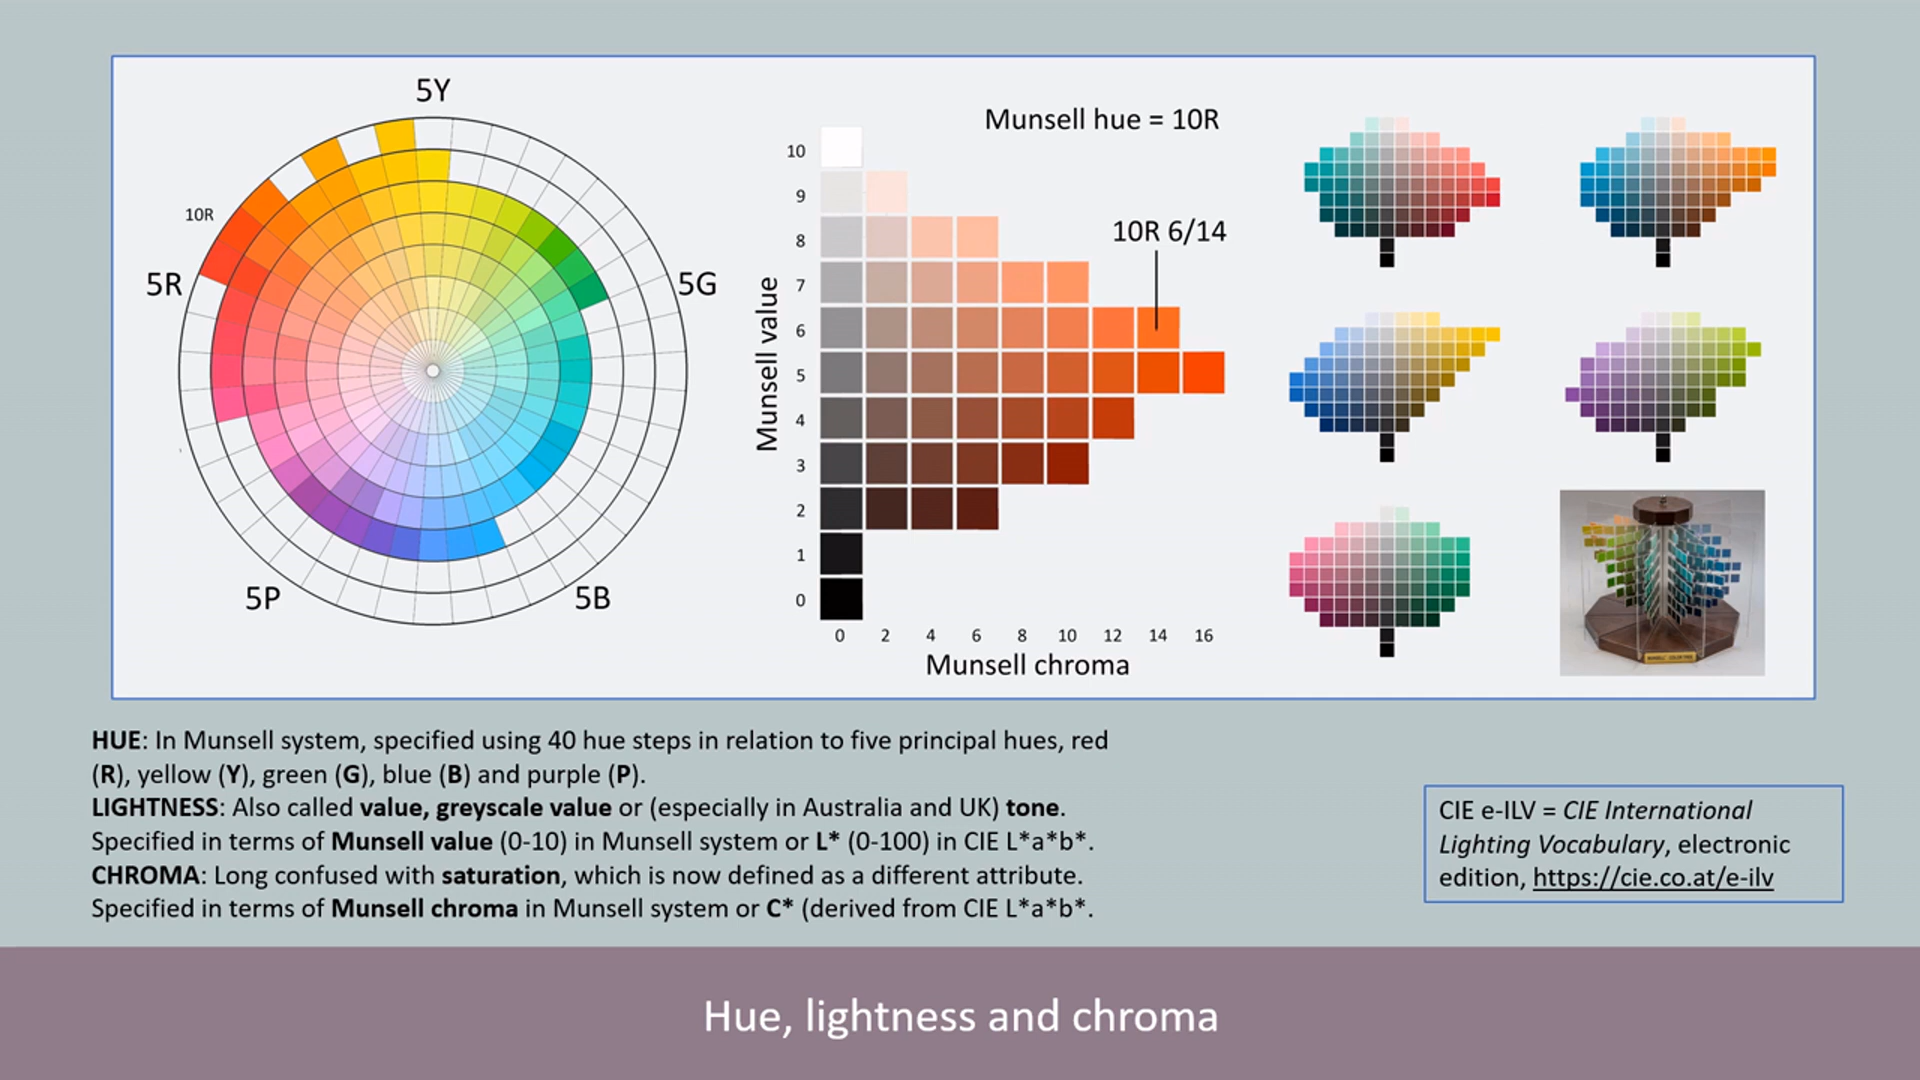 5Y
10R
5R
5G
5P
5B
Munsell hue = 10R
10R 6/14
Munsell value
10
9
8
7
6
5
4
3
2
1
0
0 2 4 6 8 10 12 14 16
Munsell chroma
MUNSELL COLOR TREE
HUE: In Munsell system, specified using 40 hue steps in relation to five principal hues, red
(R), yellow (Y), green (G), blue (B) and purple (P).
LIGHTNESS: Also called value, greyscale value or (especially in Australia and UK) tone.
Specified in terms of Munsell value (0-10) in Munsell system or L* (0-100) in CIE L*a*b*.
CHROMA: Long confused with saturation, which is now defined as a different attribute.
Specified in terms of Munsell chroma in Munsell system or C* (derived from CIE L*a*b*.
CIE e-ILV = CIE International
Lighting Vocabulary, electronic
edition, https://cie.co.at/e-ilv
Hue, lightness and chroma